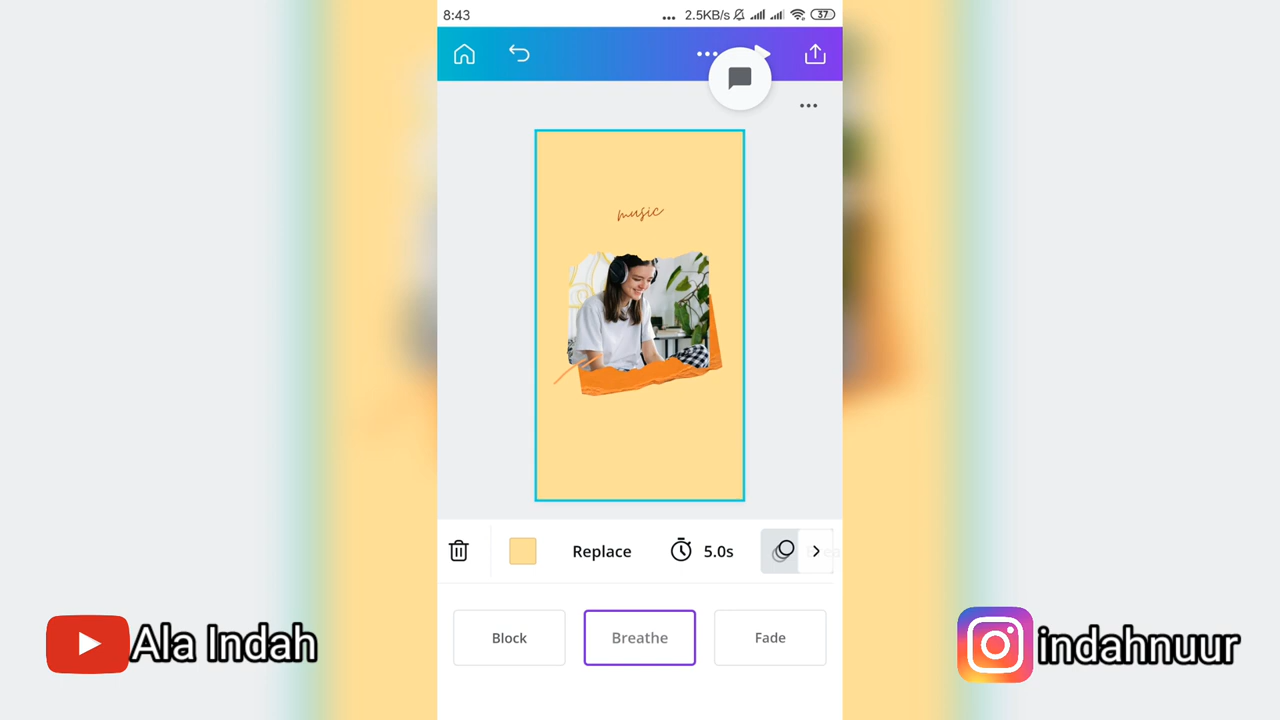 8:43
... 2.5KB/s 37
music
Replace
5.0s
Block
Breathe
Fade
Ala Indah
indahnuur